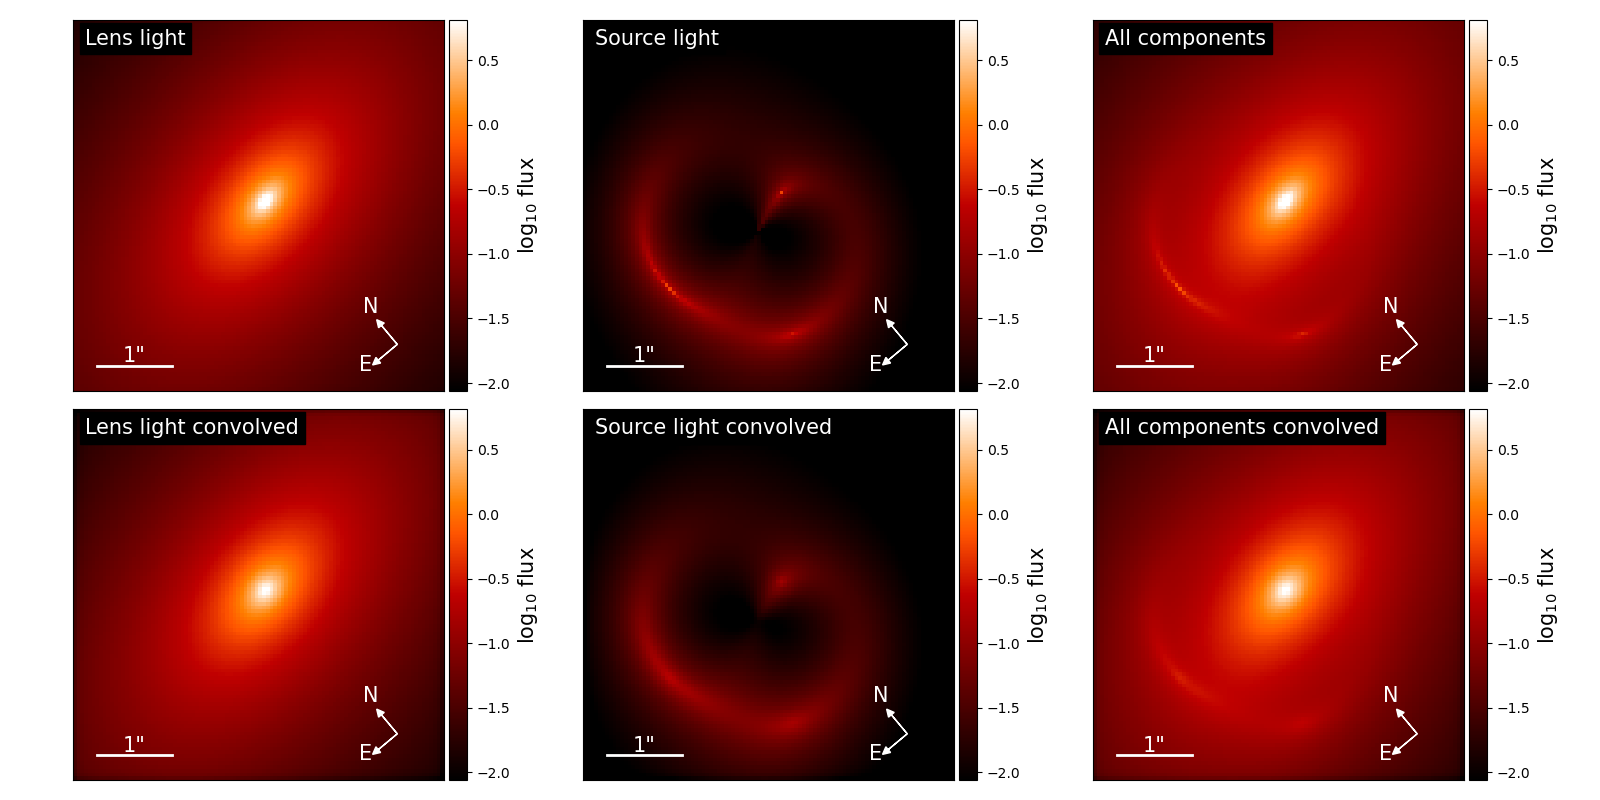 Lens light
N
E
1"
0.5
0.0
−0.5
−1.0
−1.5
−2.0
log₁₀ flux
Source light
N
E
1"
0.5
0.0
−0.5
−1.0
−1.5
−2.0
log₁₀ flux
All components
N
E
1"
0.5
0.0
−0.5
−1.0
−1.5
−2.0
log₁₀ flux
Lens light convolved
N
E
1"
0.5
0.0
−0.5
−1.0
−1.5
−2.0
log₁₀ flux
Source light convolved
N
E
1"
0.5
0.0
−0.5
−1.0
−1.5
−2.0
log₁₀ flux
All components convolved
N
E
1"
0.5
0.0
−0.5
−1.0
−1.5
−2.0
log₁₀ flux